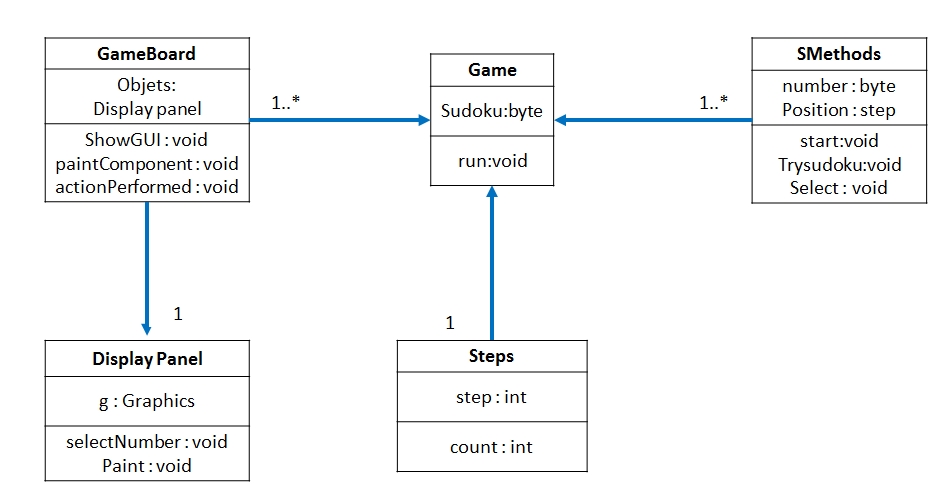 GameBoard
Objets:
Display panel
ShowGUI : void
paintComponent : void
actionPerformed : void
1..*
Game
Sudoku:byte
run:void
1..*
SMethods
number : byte
Position : step
start:void
Trysudoku:void
Select : void
1
Display Panel
g : Graphics
selectNumber : void
Paint : void
1
Steps
step : int
count : int